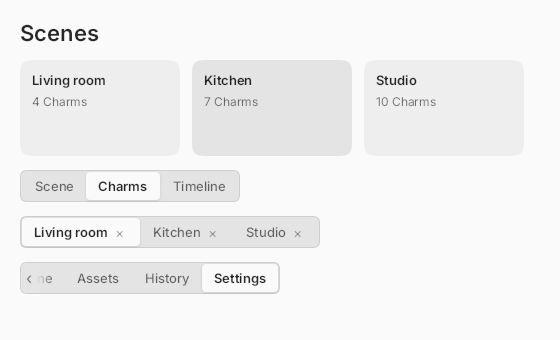 Scenes
Living room Kitchen Studio
4 Charms 7 Charms 10 Charms
Scene Charms Timeline
Living room × Kitchen × Studio ×
‹ ne Assets History Settings